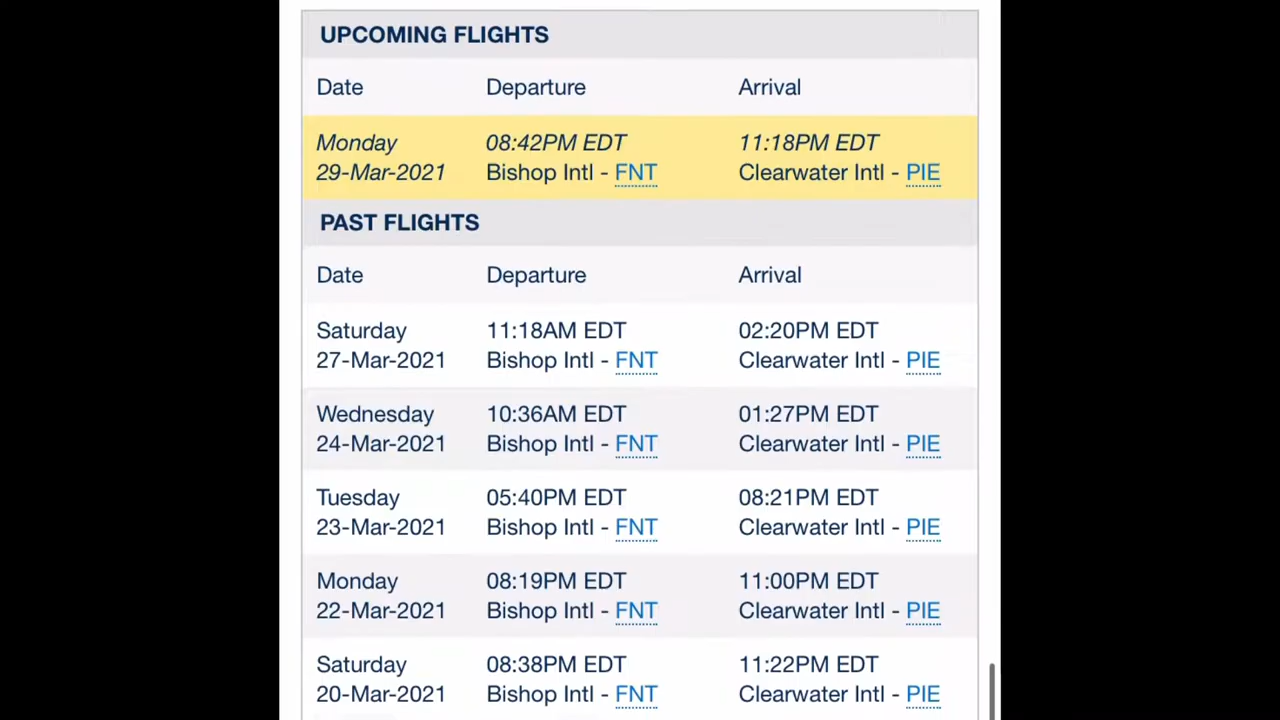 UPCOMING FLIGHTS
Date Departure Arrival
Monday 08:42PM EDT 11:18PM EDT
29-Mar-2021 Bishop Intl - FNT Clearwater Intl - PIE
PAST FLIGHTS
Date Departure Arrival
Saturday 11:18AM EDT 02:20PM EDT
27-Mar-2021 Bishop Intl - FNT Clearwater Intl - PIE
Wednesday 10:36AM EDT 01:27PM EDT
24-Mar-2021 Bishop Intl - FNT Clearwater Intl - PIE
Tuesday 05:40PM EDT 08:21PM EDT
23-Mar-2021 Bishop Intl - FNT Clearwater Intl - PIE
Monday 08:19PM EDT 11:00PM EDT
22-Mar-2021 Bishop Intl - FNT Clearwater Intl - PIE
Saturday 08:38PM EDT 11:22PM EDT
20-Mar-2021 Bishop Intl - FNT Clearwater Intl - PIE